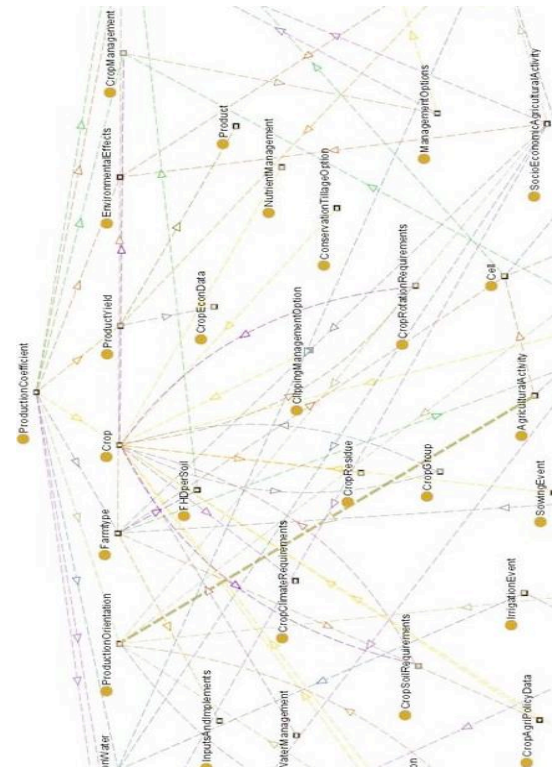 ProductionCoefficient
CropManagement
EnvironmentalEffects
ProductYield
Crop
Farmtype
ProductionOrientation
Product
NutrientManagement
ConservationTillageOption
CropEconData
ClippingManagementOption
FHDperSoil
CropResidue
CropClimateRequirements
InputsAndImplements
ManagementOptions
CropRotationRequirements
CropGroup
CropSoilRequirements
SocioEconomicAgriculturalActivity
Cell
AgriculturalActivity
SowingEvent
IrrigationEvent
CropAgriPolicyData